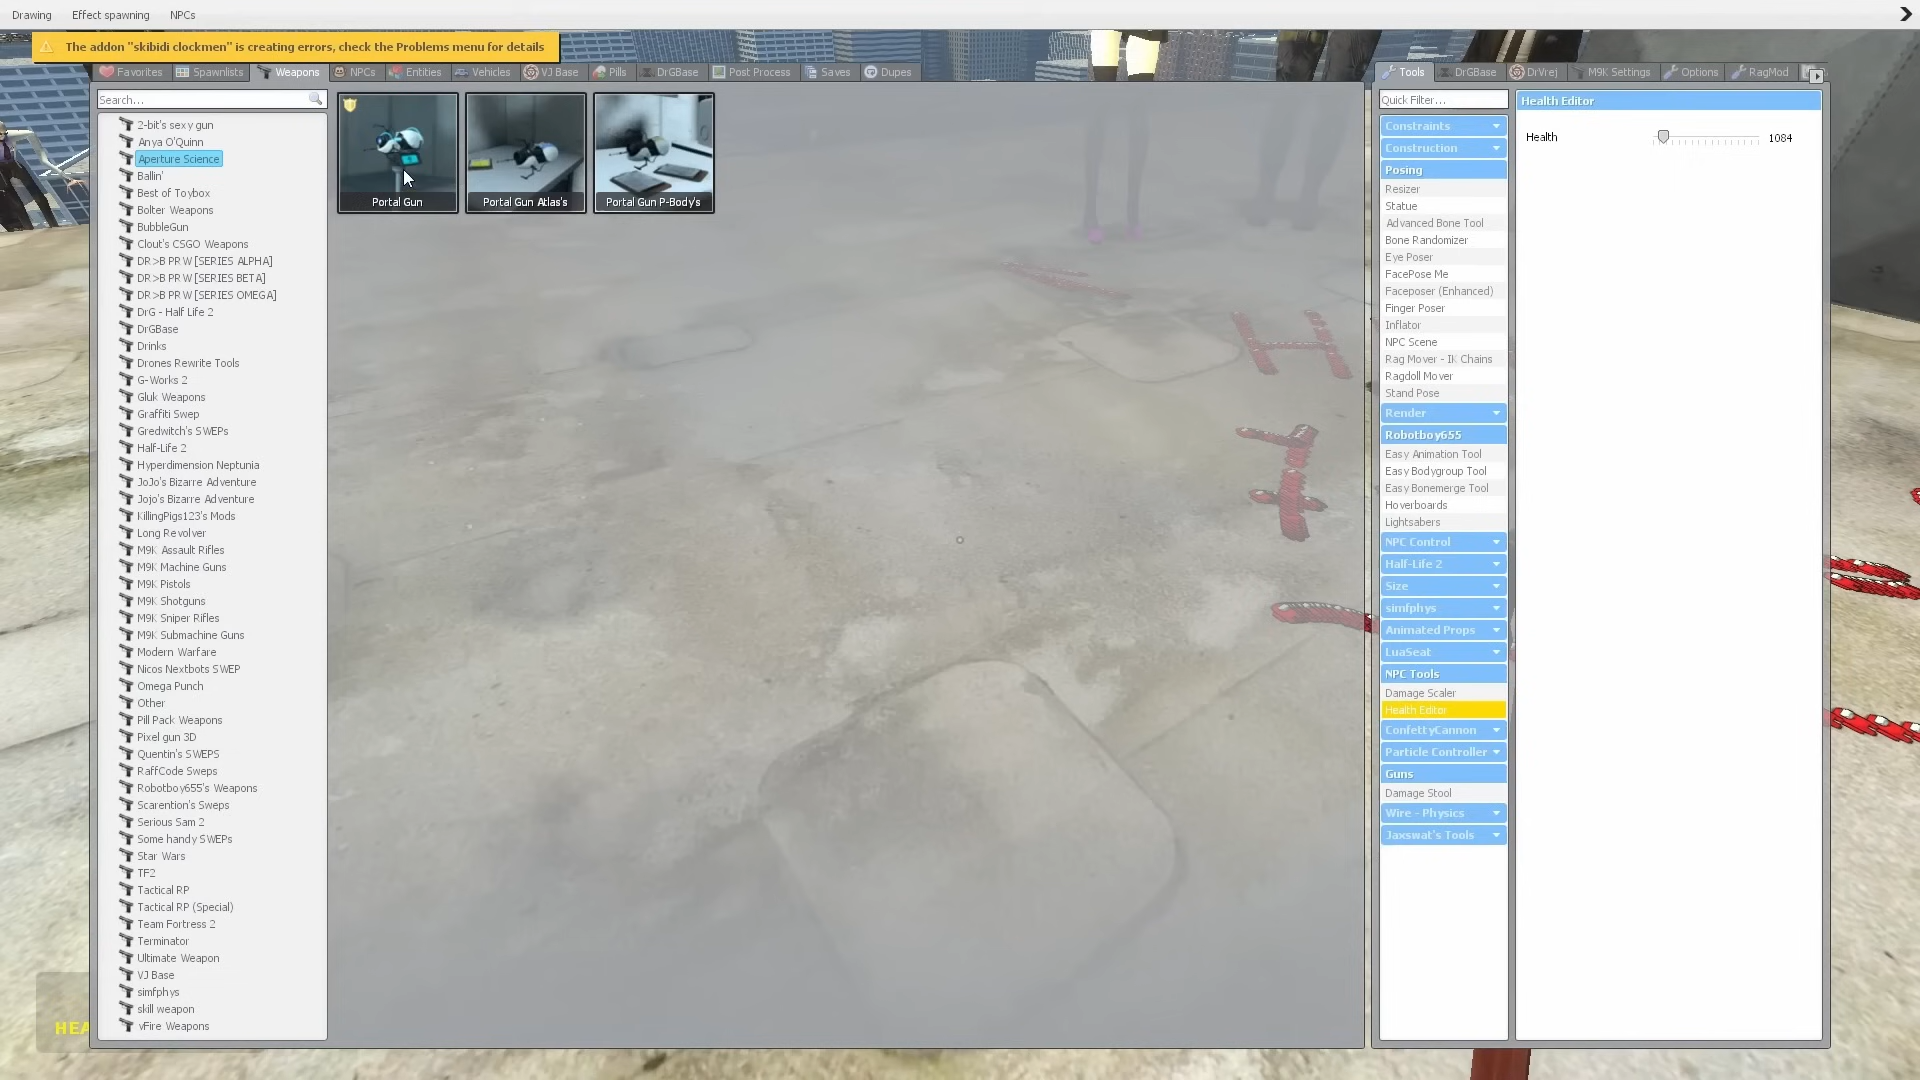 Drawing Effect spawning NPCs
The addon "skibidi clockmen" is creating errors, check the Problems menu for details
Favorites Spawnlists Weapons NPCs Entities Vehicles VJ Base Pills DrGBase Post Process Saves Dupes
Search...
2-bit's sexy gun
Anya O'Quinn
Aperture Science
Ballin'
Best of Toybox
Bolter Weapons
BubbleGun
Clout's CSGO Weapons
DR>B PRW [SERIES ALPHA]
DR>B PRW [SERIES BETA]
DR>B PRW [SERIES OMEGA]
DrG - Half Life 2
DrGBase
Drinks
Drones Rewrite Tools
G-Works 2
Gluk Weapons
Graffiti Swep
Gredwitch's SWEPs
Half-Life 2
Hyperdimension Neptunia
JoJo's Bizarre Adventure
Jojo's Bizarre Adventure
KillingPigs123's Mods
Long Revolver
M9K Assault Rifles
M9K Machine Guns
M9K Pistols
M9K Shotguns
M9K Sniper Rifles
M9K Submachine Guns
Modern Warfare
Nicos Nextbots SWEP
Omega Punch
Other
Pill Pack Weapons
Pixel gun 3D
Quentin's SWEPS
RaffCode Sweps
Robotboy655's Weapons
Scarention's Sweps
Serious Sam 2
Some handy SWEPs
Star Wars
TF2
Tactical RP
Tactical RP (Special)
Team Fortress 2
Terminator
Ultimate Weapon
VJ Base
simfphys
skill weapon
vFire Weapons
Portal Gun
Portal Gun Atlas's
Portal Gun P-Body's
HEA
Tools DrGBase DrVrej M9K Settings Options RagMod
Quick Filter...
Constraints
Construction
Posing
Resizer
Statue
Advanced Bone Tool
Bone Randomizer
Eye Poser
FacePose Me
Faceposer (Enhanced)
Finger Poser
Inflator
NPC Scene
Rag Mover - IK Chains
Ragdoll Mover
Stand Pose
Render
Robotboy655
Easy Animation Tool
Easy Bodygroup Tool
Easy Bonemerge Tool
Hoverboards
Lightsabers
NPC Control
Half-Life 2
Size
simfphys
Animated Props
LuaSeat
NPC Tools
Damage Scaler
Health Editor
ConfettyCannon
Particle Controller
Guns
Damage Stool
Wire - Physics
Jaxswat's Tools
Health Editor
Health 1084